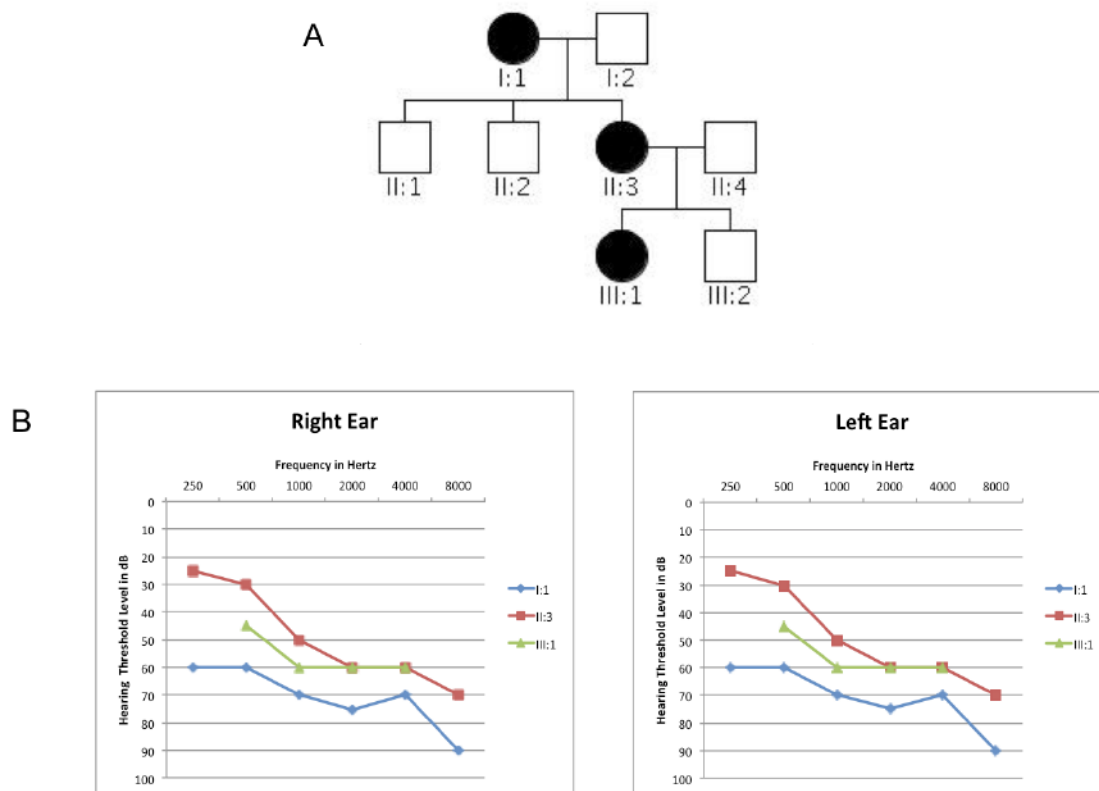 A
I:1
I:2
II:1
II:2
II:3
II:4
III:1
III:2
B
Right Ear
Frequency in Hertz
250 500 1000 2000 4000 8000
Hearing Threshold Level in dB
0
10
20
30
40
50
60
70
80
90
100
I:1
II:3
III:1
Left Ear
Frequency in Hertz
250 500 1000 2000 4000 8000
Hearing Threshold Level in dB
0
10
20
30
40
50
60
70
80
90
100
I:1
II:3
III:1